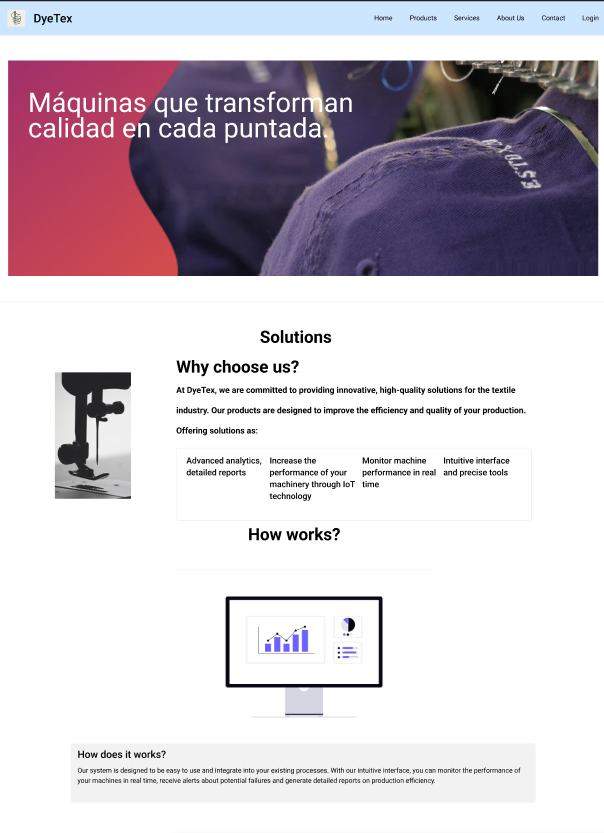 DyeTex
Home Products Services About Us Contact Login
Máquinas que transforman
calidad en cada puntada.
Solutions
Why choose us?
At DyeTex, we are committed to providing innovative, high-quality solutions for the textile
industry. Our products are designed to improve the efficiency and quality of your production.
Offering solutions as:
Advanced analytics,
detailed reports
Increase the
performance of your
machinery through IoT
technology
Monitor machine
performance in real
time
Intuitive interface
and precise tools
How works?
How does it works?
Our system is designed to be easy to use and integrate into your existing processes. With our intuitive interface, you can monitor the performance of
your machines in real time, receive alerts about potential failures and generate detailed reports on production efficiency.